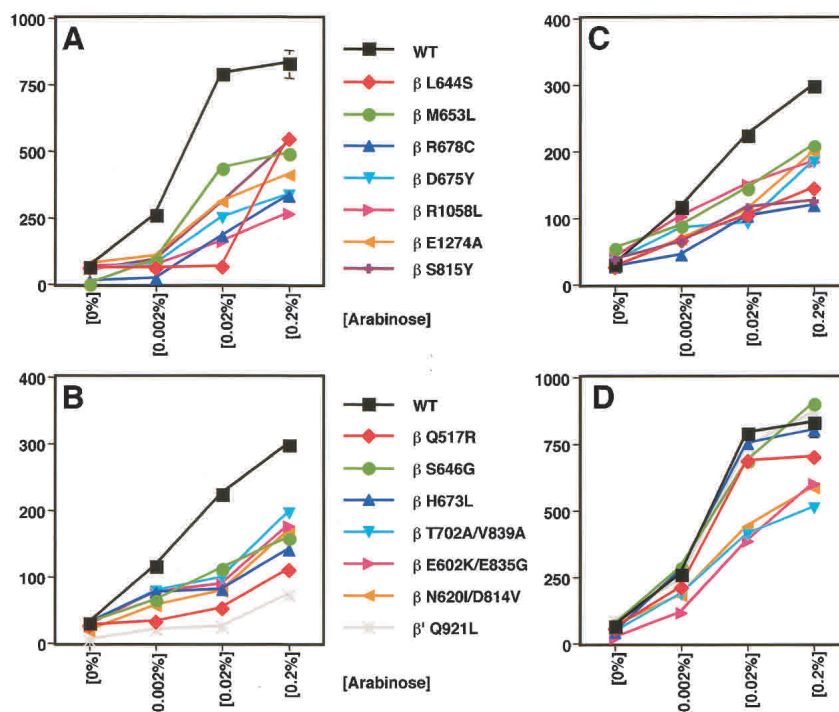 A
1000
750
500
250
0
[0%]
[0.002%]
[0.02%]
[0.2%]
WT
β L644S
β M653L
β R678C
β D675Y
β R1058L
β E1274A
β S815Y
[Arabinose]
C
400
300
200
100
0
[0%]
[0.002%]
[0.02%]
[0.2%]
B
400
300
200
100
0
[0%]
0.002%]
[0.02%]
[0.2%]
WT
β Q517R
β S646G
β H673L
β T702A/V839A
β E602K/E835G
β N620I/D814V
β' Q921L
[Arabinose]
D
1000
750
500
250
0
[0%]
0.002%]
[0.02%]
[0.2%]